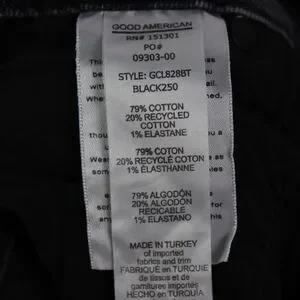 GOOD AMERICAN
RN# 151301
PO#
09303-00
STYLE: GCL828BT
BLACK250
79% COTTON
20% RECYCLED
COTTON
1% ELASTANE
79% COTON
20% RECYCLÉ COTON
1% ÉLASTHANNE
79% ALGODÓN
20% ALGODÓN
RECICABLE
1% ELASTANO
MADE IN TURKEY
of imported
fabrics and trim
FABRIQUÉ EN TURQUIE
de tissus et de
garnitures importés
HECHO en TURQUÍA